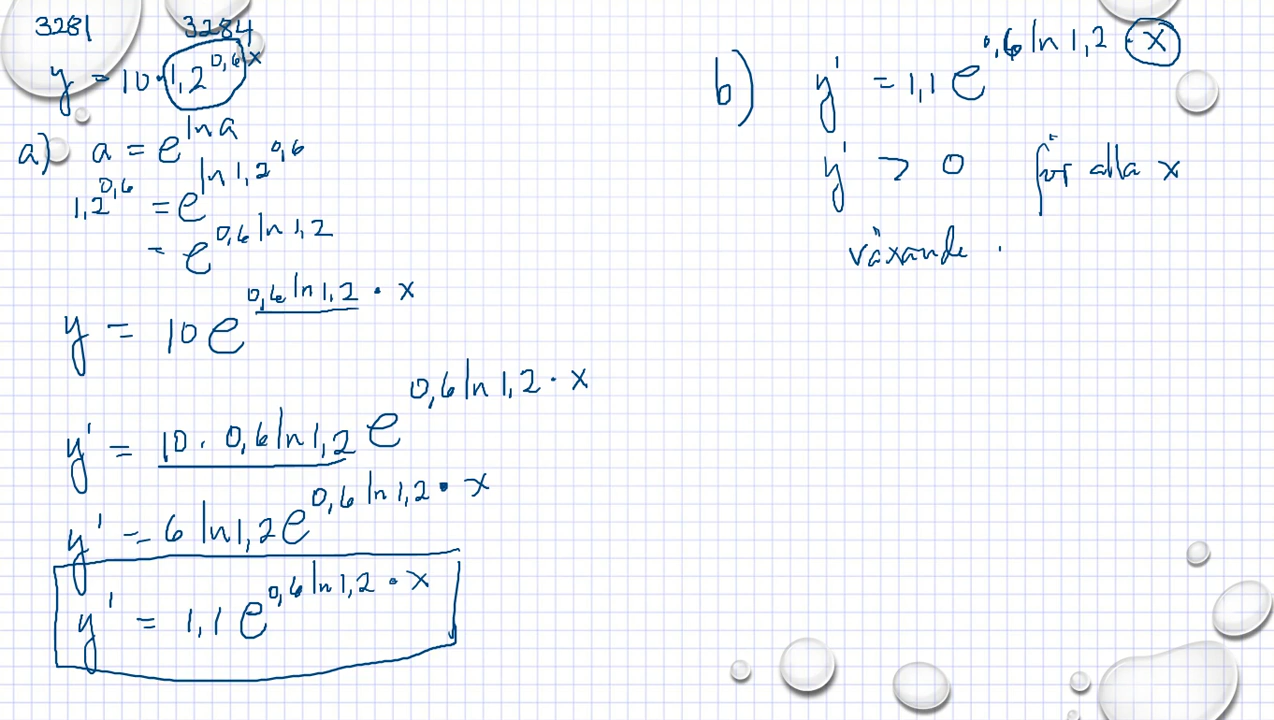 3281 3284
y = 10 · 1,2^0,6x
a) a = e^ln a
1,2^0,6 = e^ln 1,2^0,6
= e^0,6 ln 1,2
y = 10 e^0,6 ln 1,2 · x
y' = 10 · 0,6 ln 1,2 e^0,6 ln 1,2 · x
y' = 6 ln 1,2 e^0,6 ln 1,2 · x
y' = 1,1 e^0,6 ln 1,2 · x
b) y' = 1,1 e^0,6 ln 1,2 · x
y' > 0 för alla x
växande .